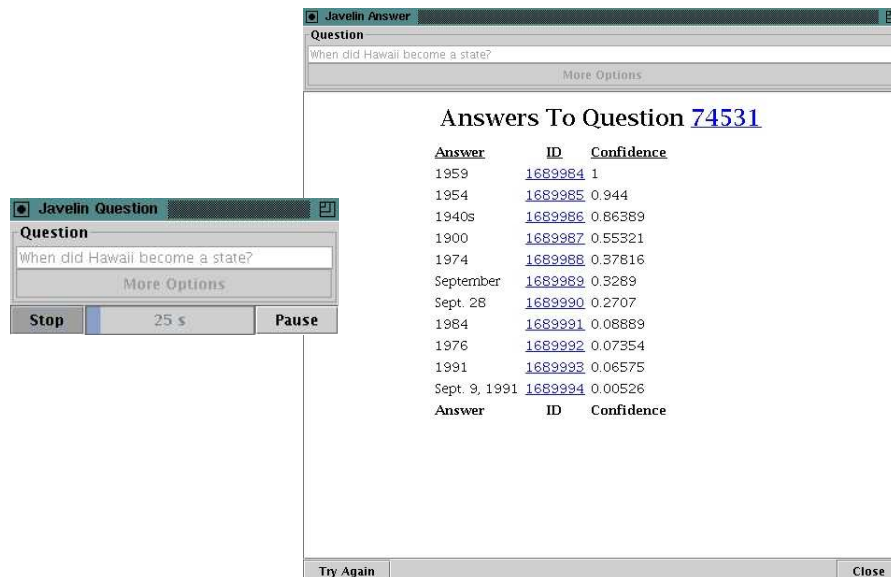 Javelin Question
Question
When did Hawaii become a state?
More Options
Stop 25 s Pause
Javelin Answer
Question
When did Hawaii become a state?
More Options
Answers To Question 74531
Answer ID Confidence
1959 1689984 1
1954 1689985 0.944
1940s 1689986 0.86389
1900 1689987 0.55321
1974 1689988 0.37816
September 1689989 0.3289
Sept. 28 1689990 0.2707
1984 1689991 0.08889
1976 1689992 0.07354
1991 1689993 0.06575
Sept. 9, 1991 1689994 0.00526
Answer ID Confidence
Try Again Close